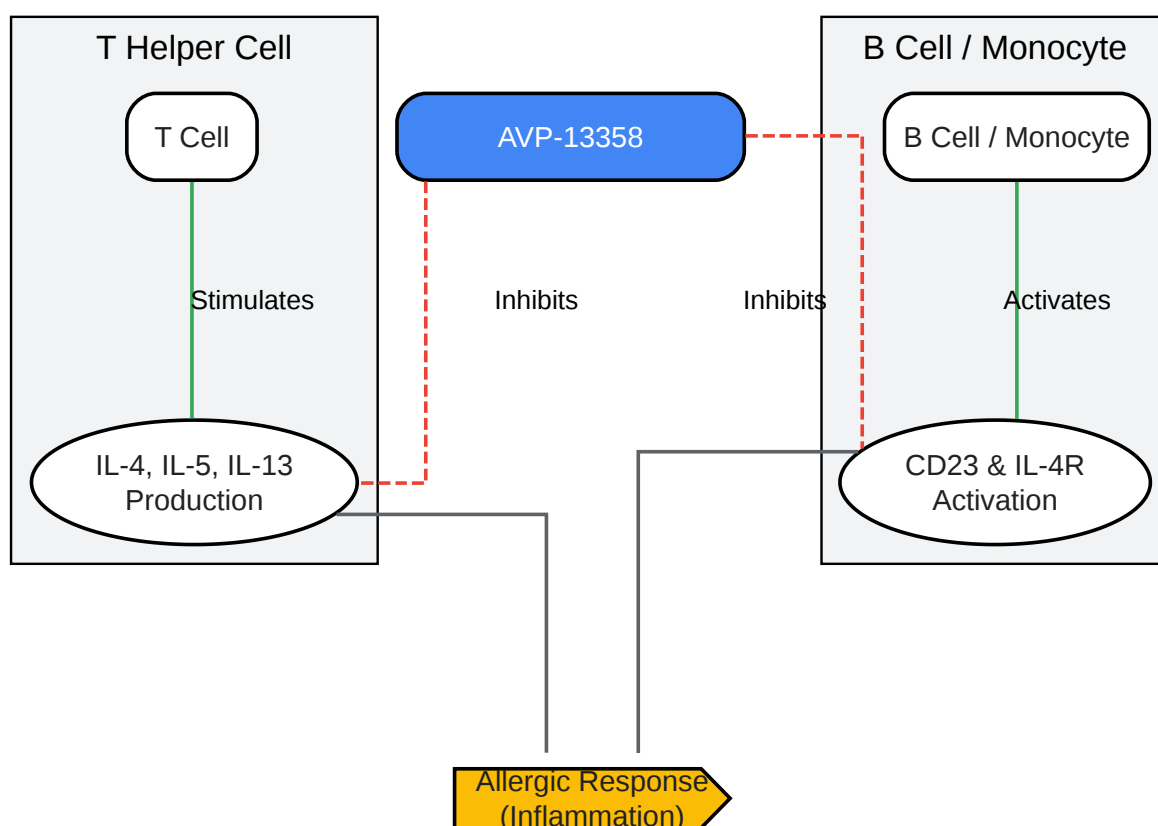 T Helper Cell
B Cell / Monocyte
T Cell
AVP-13358
B Cell / Monocyte
Stimulates
Inhibits
Inhibits
Activates
IL-4, IL-5, IL-13
Production
CD23 & IL-4R
Activation
Allergic Response
(Inflammation)